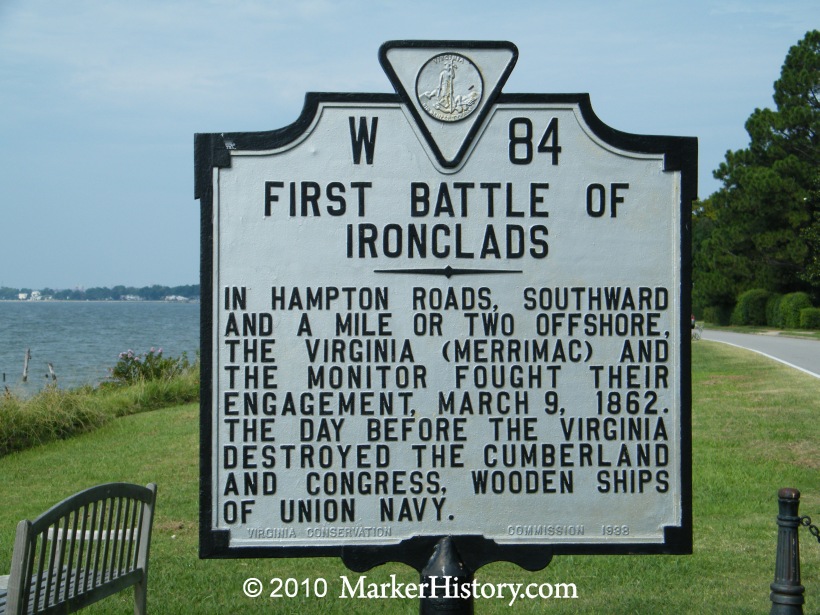 VIRGINIA
W 84
FIRST BATTLE OF
IRONCLADS
IN HAMPTON ROADS, SOUTHWARD
AND A MILE OR TWO OFFSHORE,
THE VIRGINIA (MERRIMAC) AND
THE MONITOR FOUGHT THEIR
ENGAGEMENT, MARCH 9, 1862.
THE DAY BEFORE THE VIRGINIA
DESTROYED THE CUMBERLAND
AND CONGRESS, WOODEN SHIPS
OF UNION NAVY.
VIRGINIA CONSERVATION COMMISSION 1938
© 2010 MarkerHistory.com